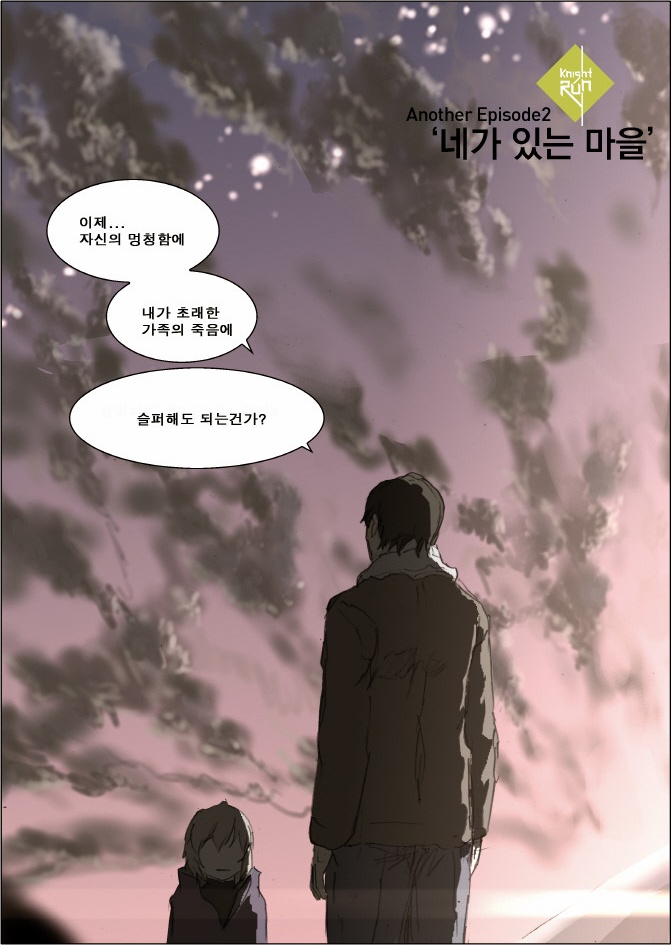 Knight
Run
Another Episode2
‘네가 있는 마을’
이제...
자신의 멍청함에
내가 초래한
가족의 죽음에
슬퍼해도 되는건가?